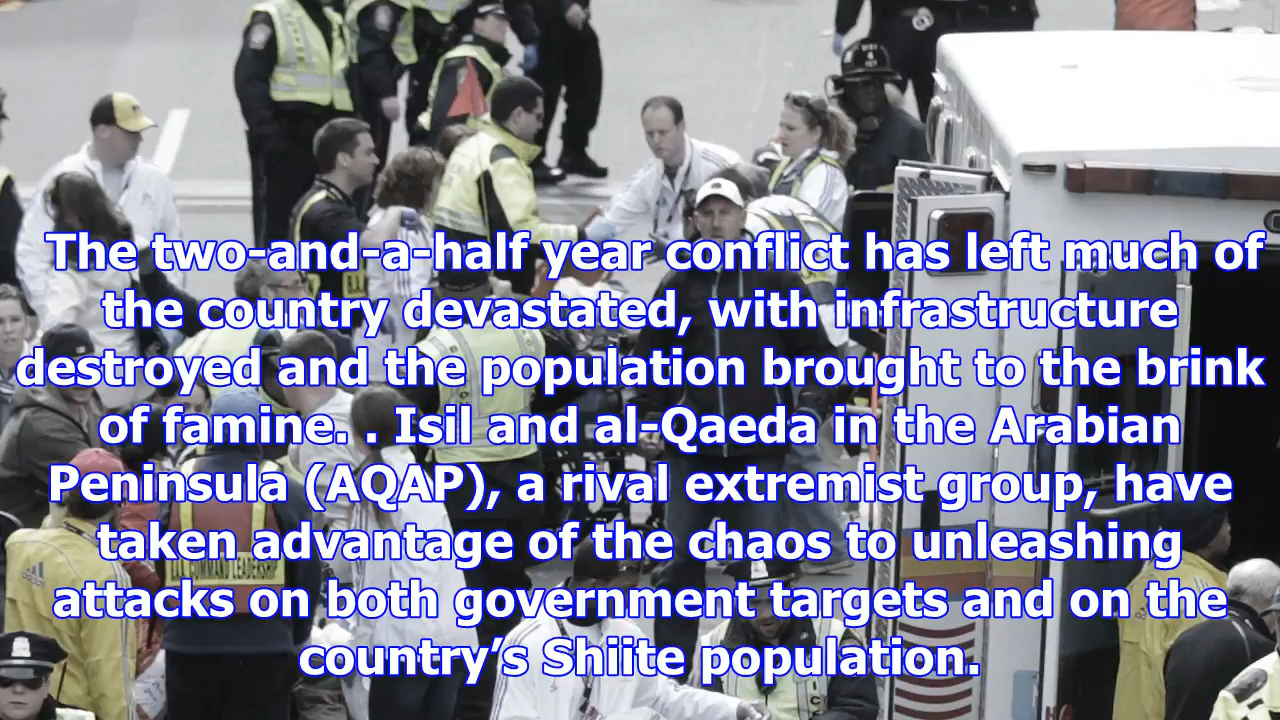 The two-and-a-half year conflict has left much of
the country devastated, with infrastructure
destroyed and the population brought to the brink
of famine. . Isil and al-Qaeda in the Arabian
Peninsula (AQAP), a rival extremist group, have
taken advantage of the chaos to unleashing
attacks on both government targets and on the
country’s Shiite population.